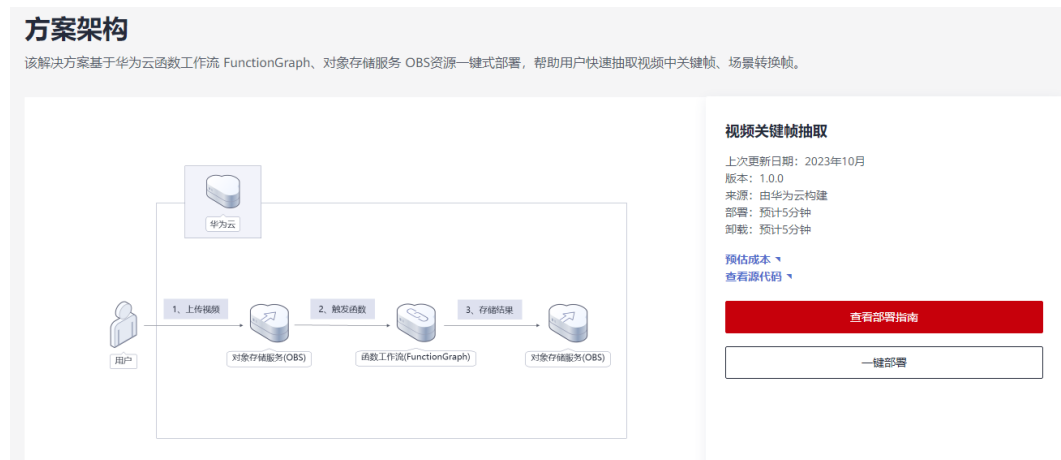 方案架构
该解决方案基于华为云函数工作流 FunctionGraph、对象存储服务 OBS资源一键式部署，帮助用户快速抽取视频中关键帧、场景转换帧。
华为云
1、上传视频
2、触发函数
3、存储结果
用户
对象存储服务(OBS)
函数工作流(FunctionGraph)
对象存储服务(OBS)
视频关键帧抽取
上次更新日期：2023年10月
版本：1.0.0
来源：由华为云构建
部署：预计5分钟
卸载：预计5分钟
预估成本
查看源代码
查看部署指南
一键部署